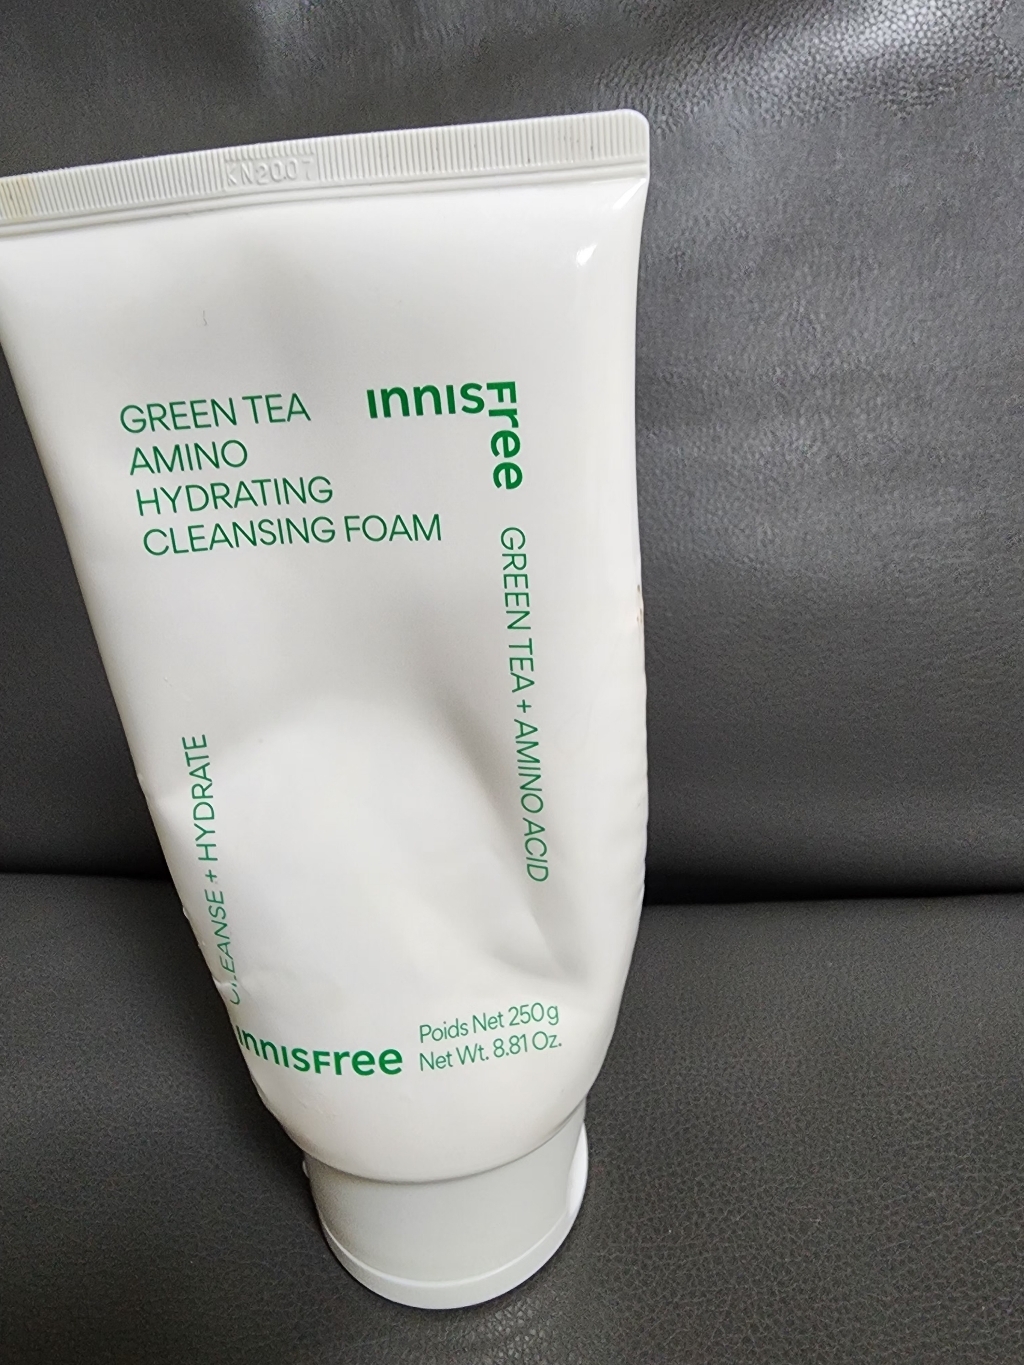 KN2007
GREEN TEA
AMINO
HYDRATING
CLEANSING FOAM
INNISFree
GREEN TEA + AMINO ACID
CLEANSE + HYDRATE
INNISFree
Poids Net 250g
Net Wt. 8.81 Oz.